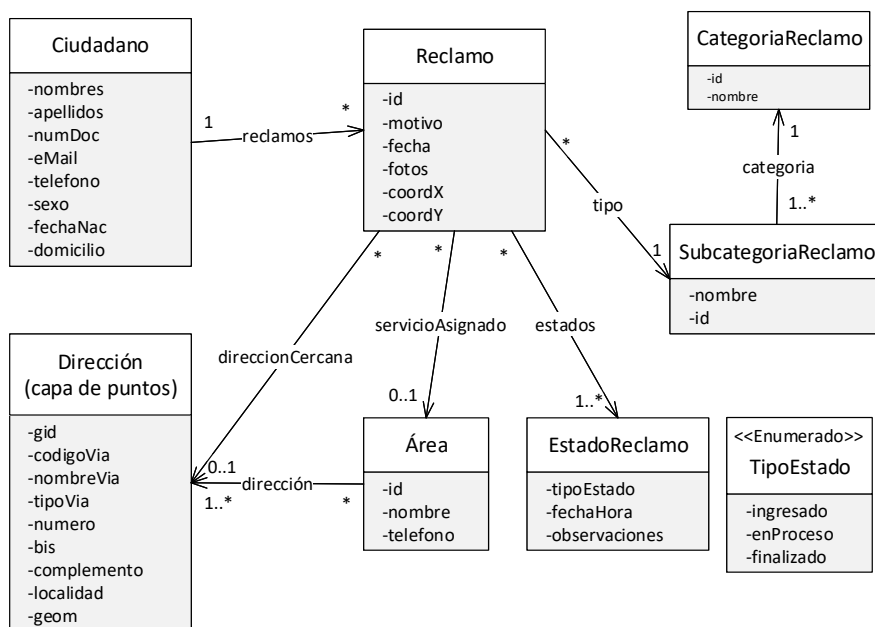 Ciudadano
-nombres
-apellidos
-numDoc
-eMail
-telefono
-sexo
-fechaNac
-domicilio
1
reclamos
*
Reclamo
-id
-motivo
-fecha
-fotos
-coordX
-coordY
*
tipo
1
CategoriaReclamo
-id
-nombre
1
categoria
1..*
SubcategoriaReclamo
-nombre
-id
*
direccionCercana
0..1
*
servicioAsignado
0..1
*
estados
1..*
Dirección
(capa de puntos)
-gid
-codigoVia
-nombreVia
-tipoVia
-numero
-bis
-complemento
-localidad
-geom
1..*
dirección
*
Área
-id
-nombre
-telefono
EstadoReclamo
-tipoEstado
-fechaHora
-observaciones
<<Enumerado>>
TipoEstado
-ingresado
-enProceso
-finalizado